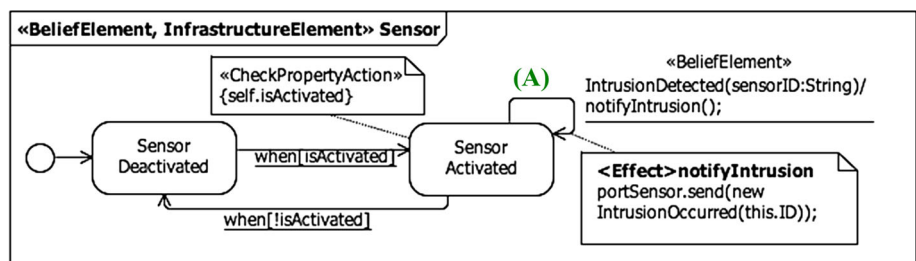 «BeliefElement, InfrastructureElement» Sensor
«CheckPropertyAction»
{self.isActivated}
(A)
«BeliefElement»
IntrusionDetected(sensorID:String)/
notifyIntrusion();
Sensor
Deactivated
when[isActivated]
Sensor
Activated
<Effect>notifyIntrusion
portSensor.send(new
IntrusionOccurred(this.ID));
when[!isActivated]